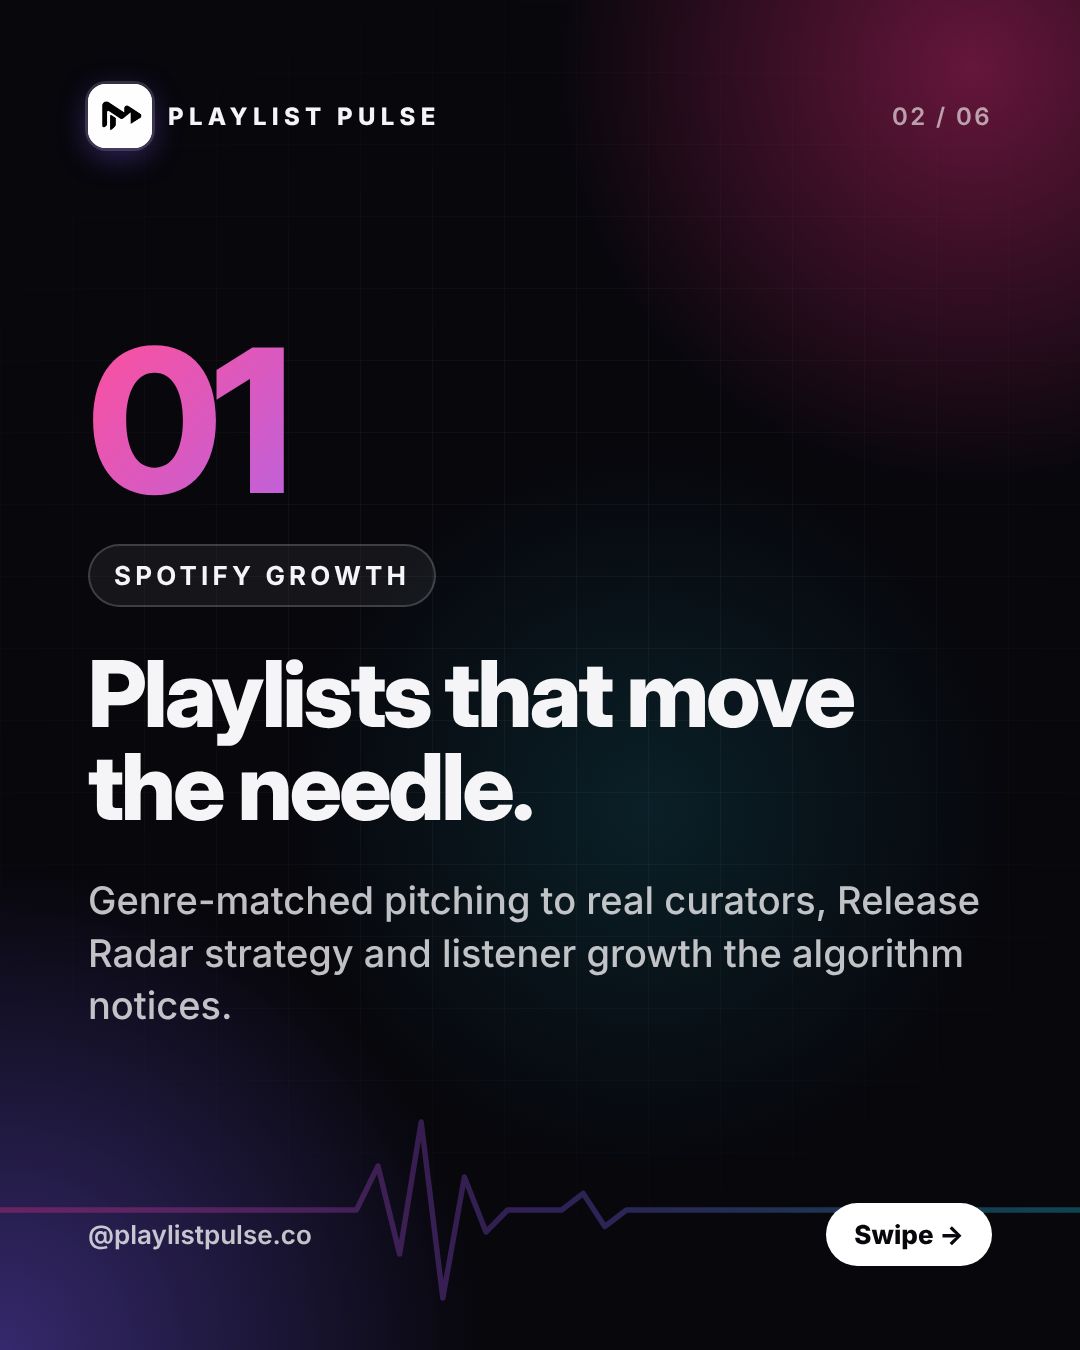 PLAYLIST PULSE
02 / 06
01
SPOTIFY GROWTH
Playlists that move
the needle.
Genre-matched pitching to real curators, Release
Radar strategy and listener growth the algorithm
notices.
@playlistpulse.co
Swipe →